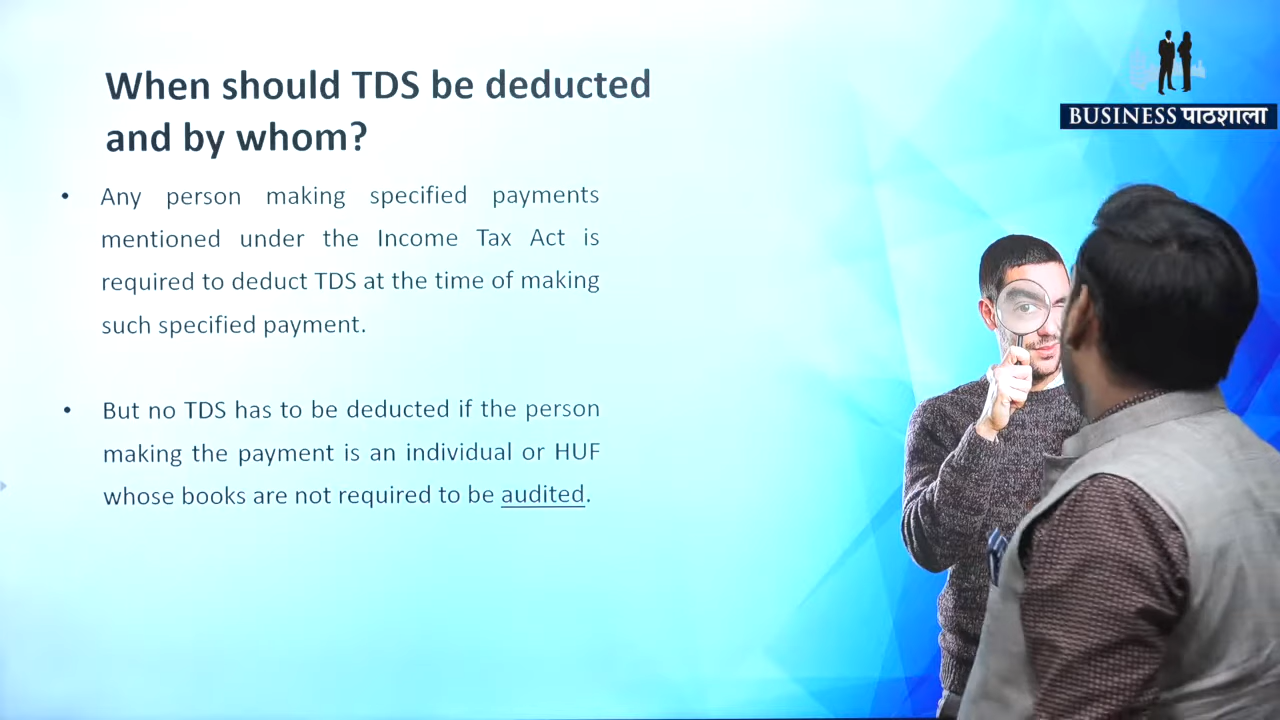 When should TDS be deducted
and by whom?
BUSINESS पाठशाला
• Any person making specified payments
mentioned under the Income Tax Act is
required to deduct TDS at the time of making
such specified payment.
• But no TDS has to be deducted if the person
making the payment is an individual or HUF
whose books are not required to be audited.